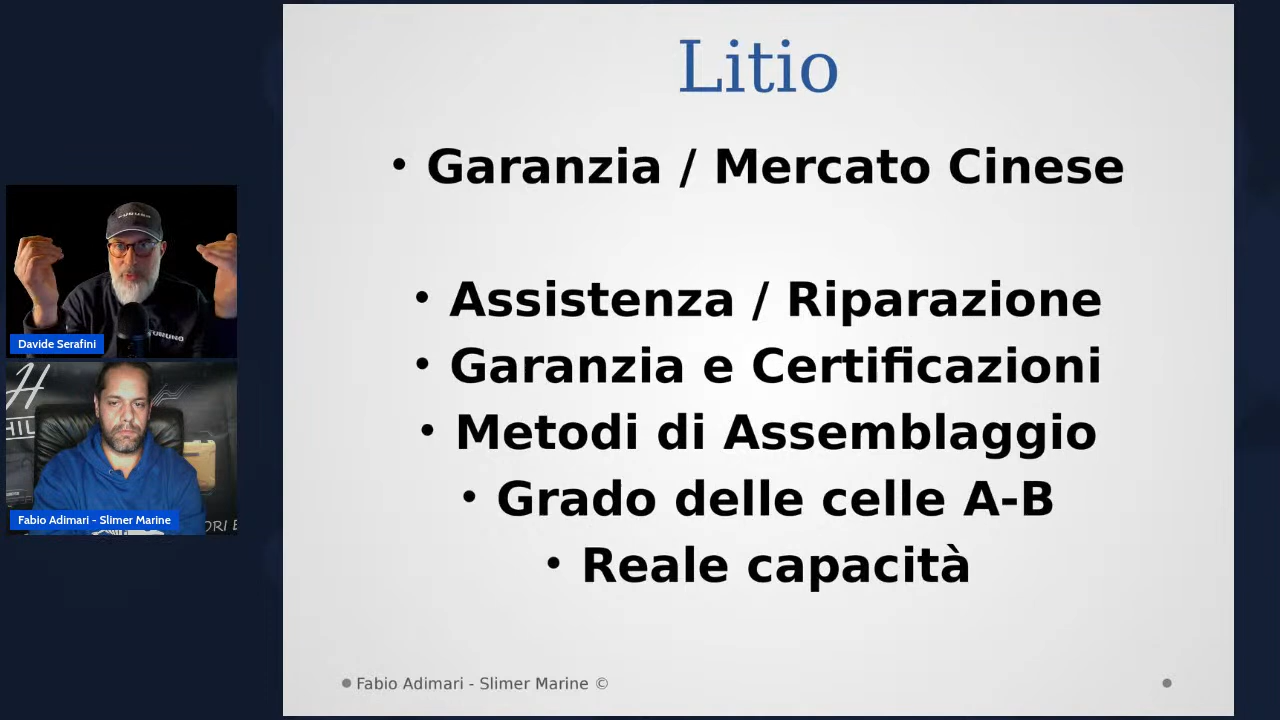 Litio
• Garanzia / Mercato Cinese
• Assistenza / Riparazione
• Garanzia e Certificazioni
• Metodi di Assemblaggio
• Grado delle celle A-B
• Reale capacità
Fabio Adimari - Slimer Marine ©
Davide Serafini
Fabio Adimari - Slimer Marine